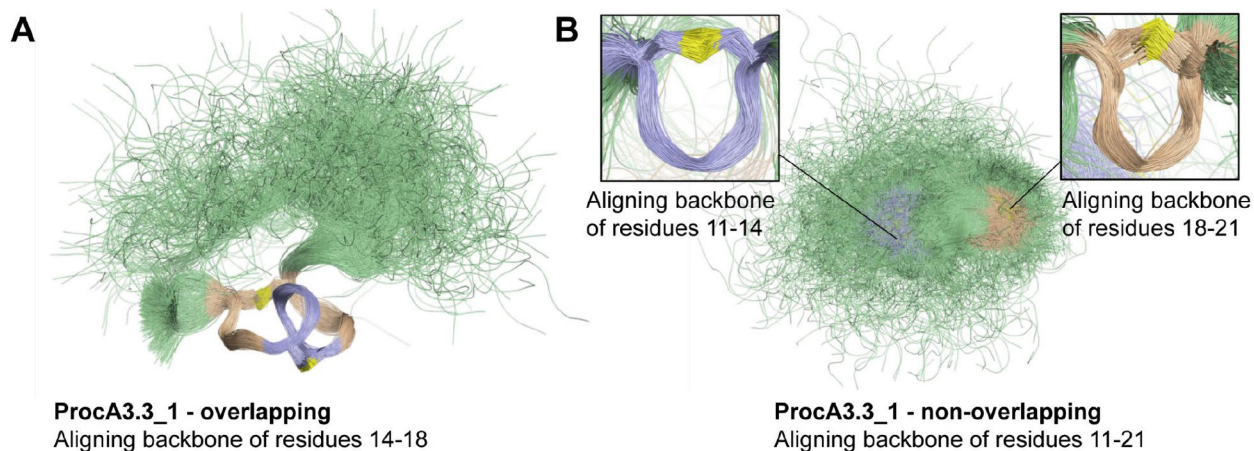 A
B
Aligning backbone
of residues 11-14
Aligning backbone
of residues 18-21
ProcA3.3_1 - overlapping
Aligning backbone of residues 14-18
ProcA3.3_1 - non-overlapping
Aligning backbone of residues 11-21